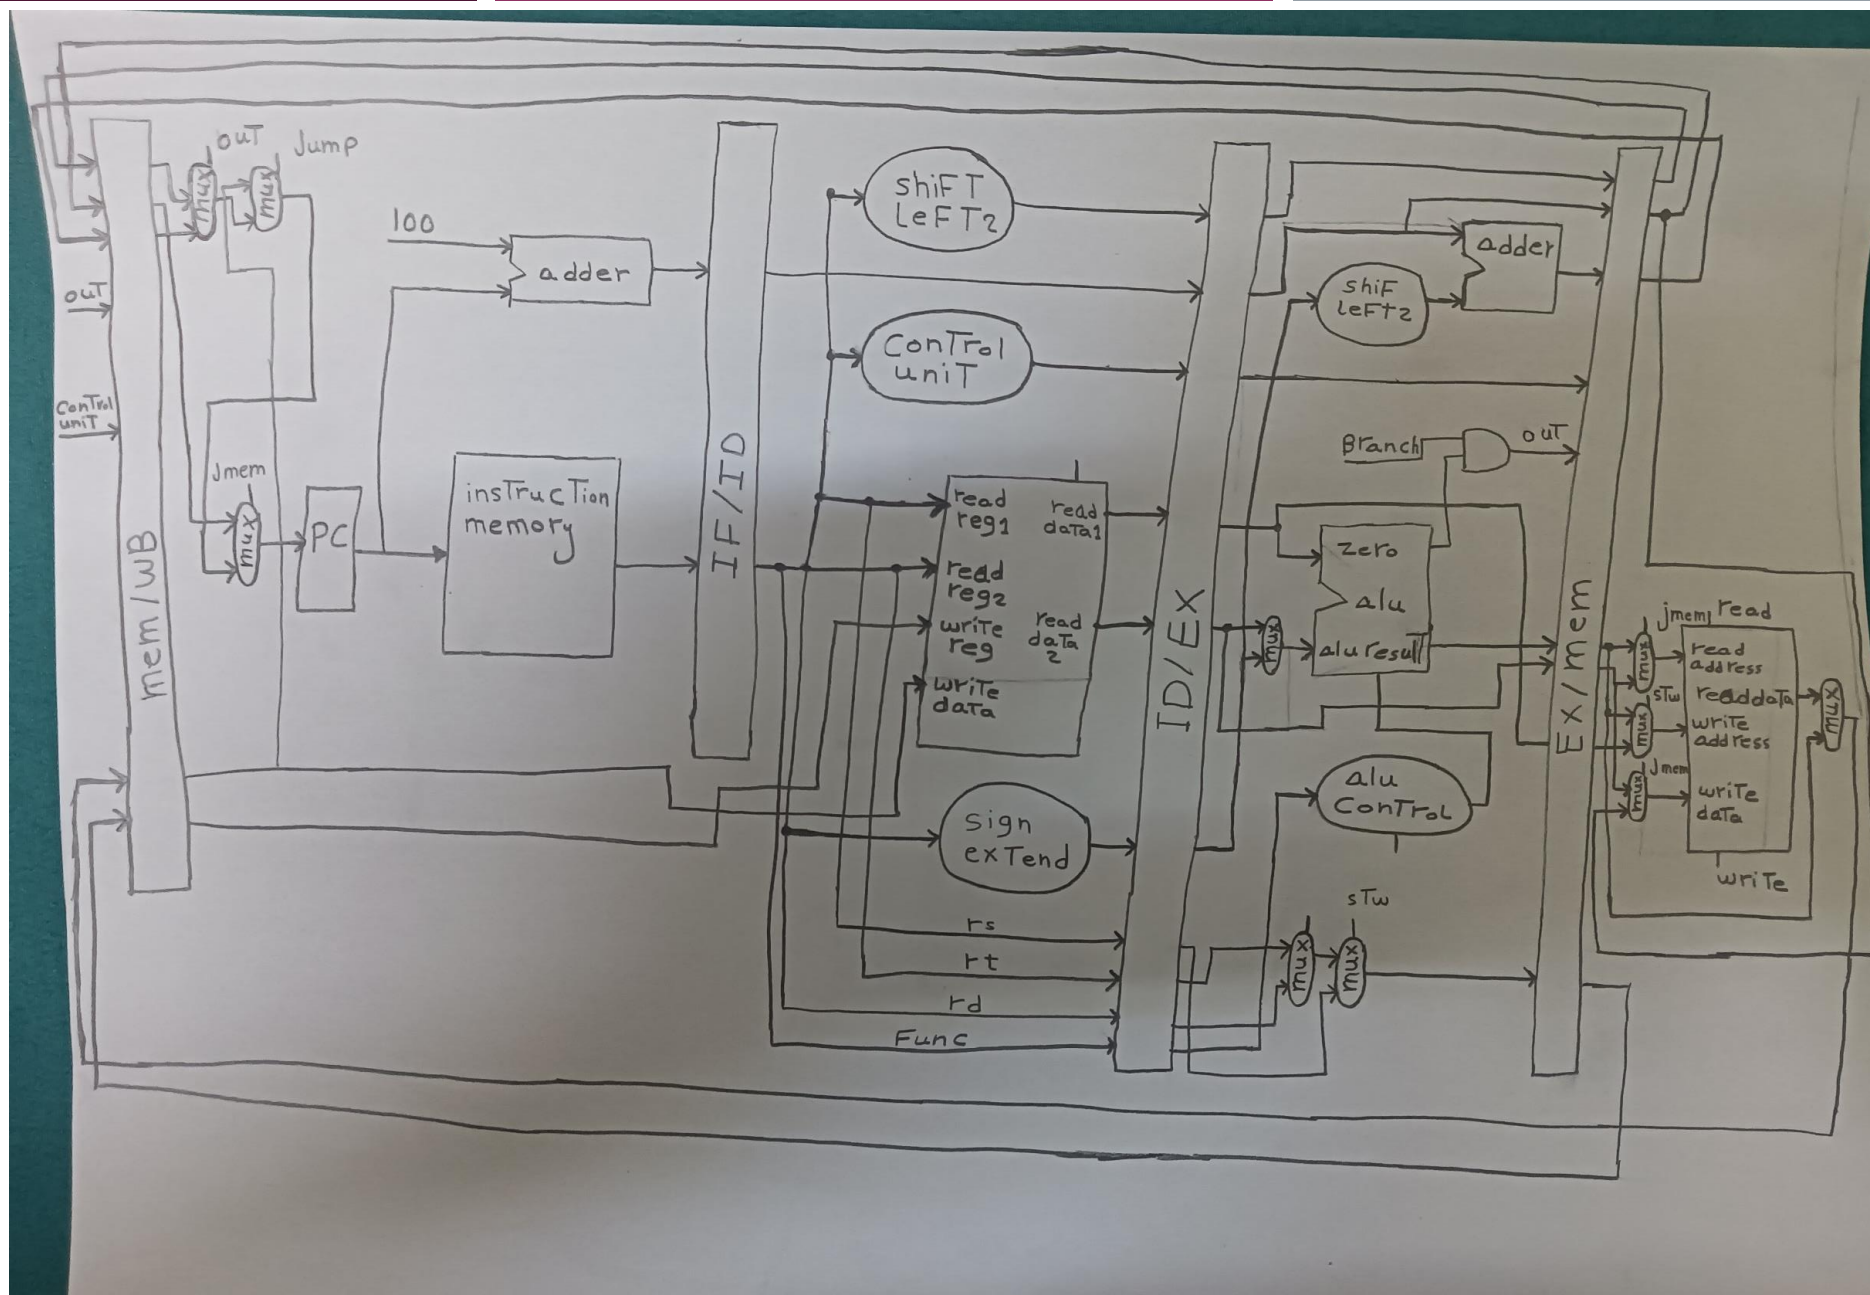 ouT
Jump
mux
mux
100
adder
shiFT
leFT2
adder
shiF
leFT2
ouT
conTrol
uniT
conTrol
uniT
Branch
ouT
Jmem
mux
PC
insTrucTion
memory
mem/wB
IF/ID
ID/EX
Ex/mem
read
reg1
read
reg2
wriTe
reg
wriTe
daTa
read
daTa1
read
daTa
2
zero
alu
alu resulT
mux
alu
conTroL
sign
exTend
rs
rt
rd
Func
mux
mux
sTw
jmem
read
mux
sTw
mux
jmem
mux
read
address
readdaTa
wriTe
address
wriTe
daTa
wriTe
mux